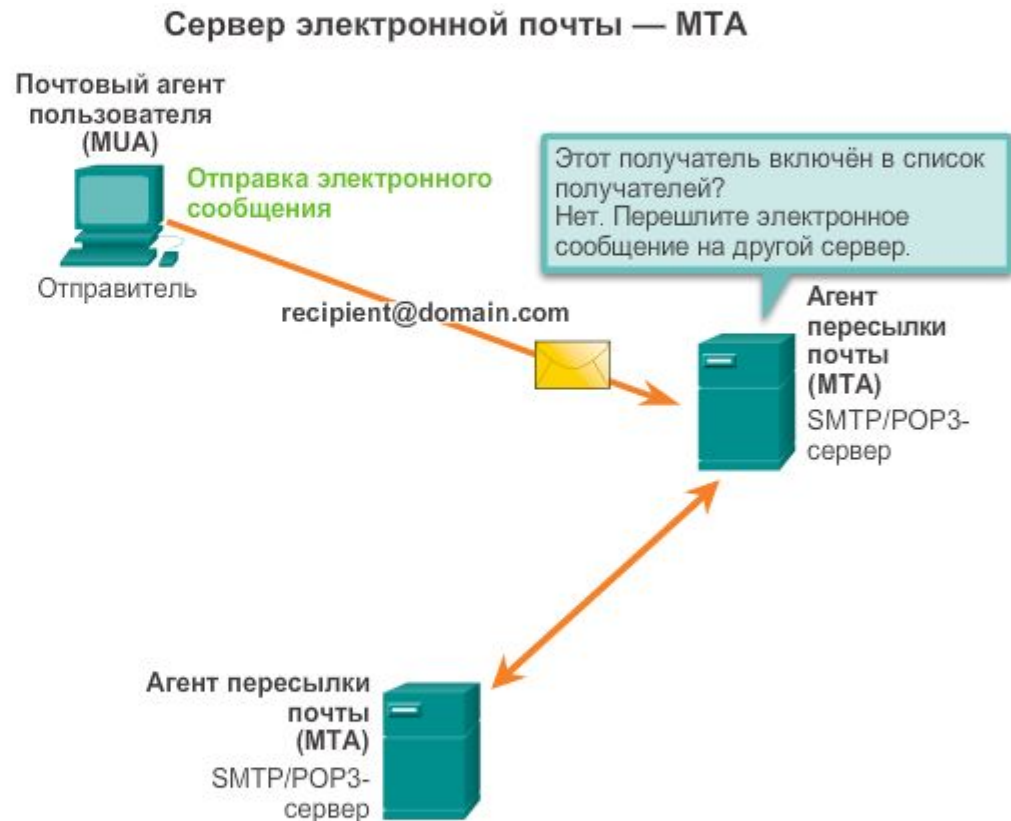 Сервер электронной почты — MTA
Почтовый агент
пользователя
(MUA)
Отправка электронного
сообщения
Отправитель
recipient@domain.com
Этот получатель включён в список
получателей?
Нет. Перешлите электронное
сообщение на другой сервер.
Агент
пересылки
почты
(MTA)
SMTP/POP3-
сервер
Агент пересылки
почты
(MTA)
SMTP/POP3-
сервер